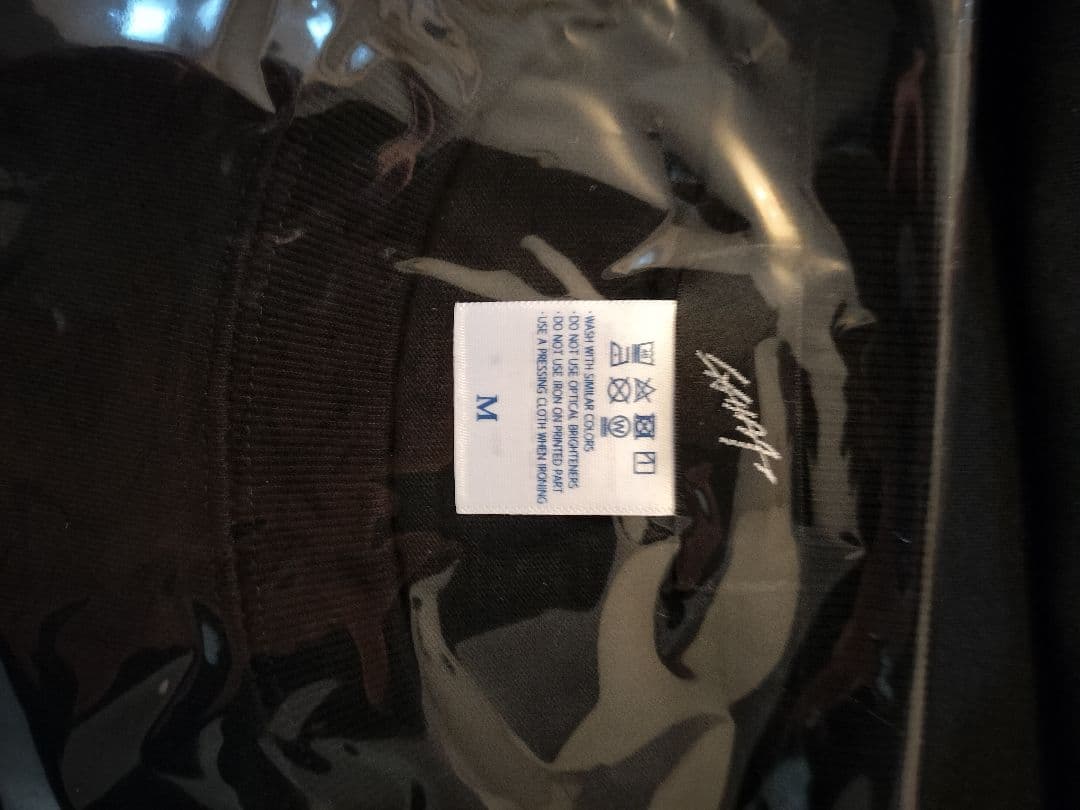 · WASH WITH SIMILAR COLORS
· DO NOT USE OPTICAL BRIGHTENERS
· DO NOT USE IRON ON PRINTED PART
· USE A PRESSING CLOTH WHEN IRONING
M